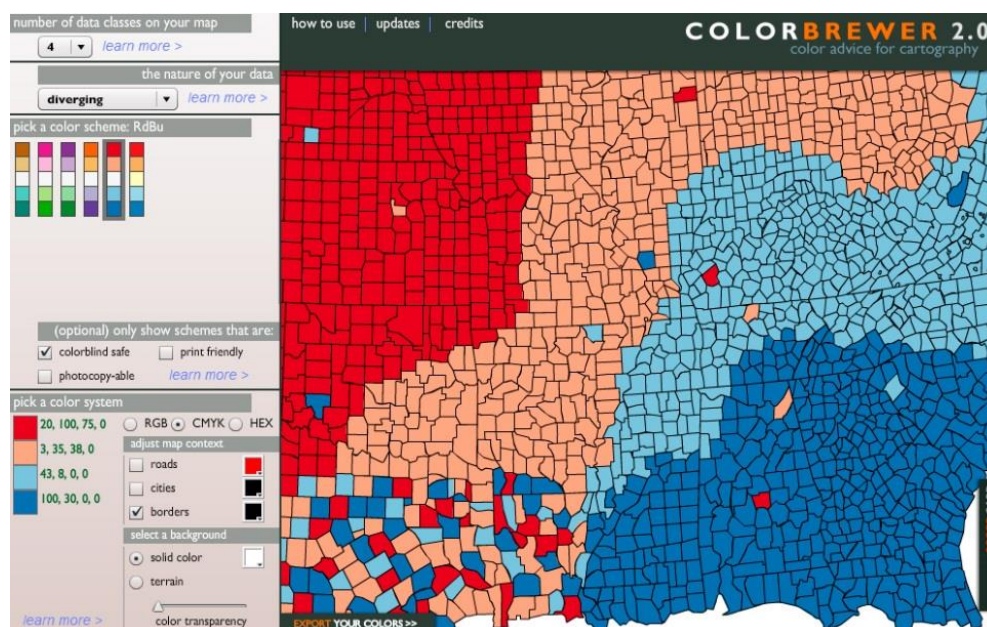 number of data classes on your map
4 learn more >
the nature of your data
diverging learn more >
pick a color scheme: RdBu
(optional) only show schemes that are:
colorblind safe print friendly
photocopy-able learn more >
pick a color system
20, 100, 75, 0
3, 35, 38, 0
43, 8, 0, 0
100, 30, 0, 0
RGB CMYK HEX
adjust map context
roads
cities
borders
select a background
solid color
terrain
color transparency
learn more >
how to use | updates | credits
COLORBREWER 2.0
color advice for cartography
EXPORT YOUR COLORS >>